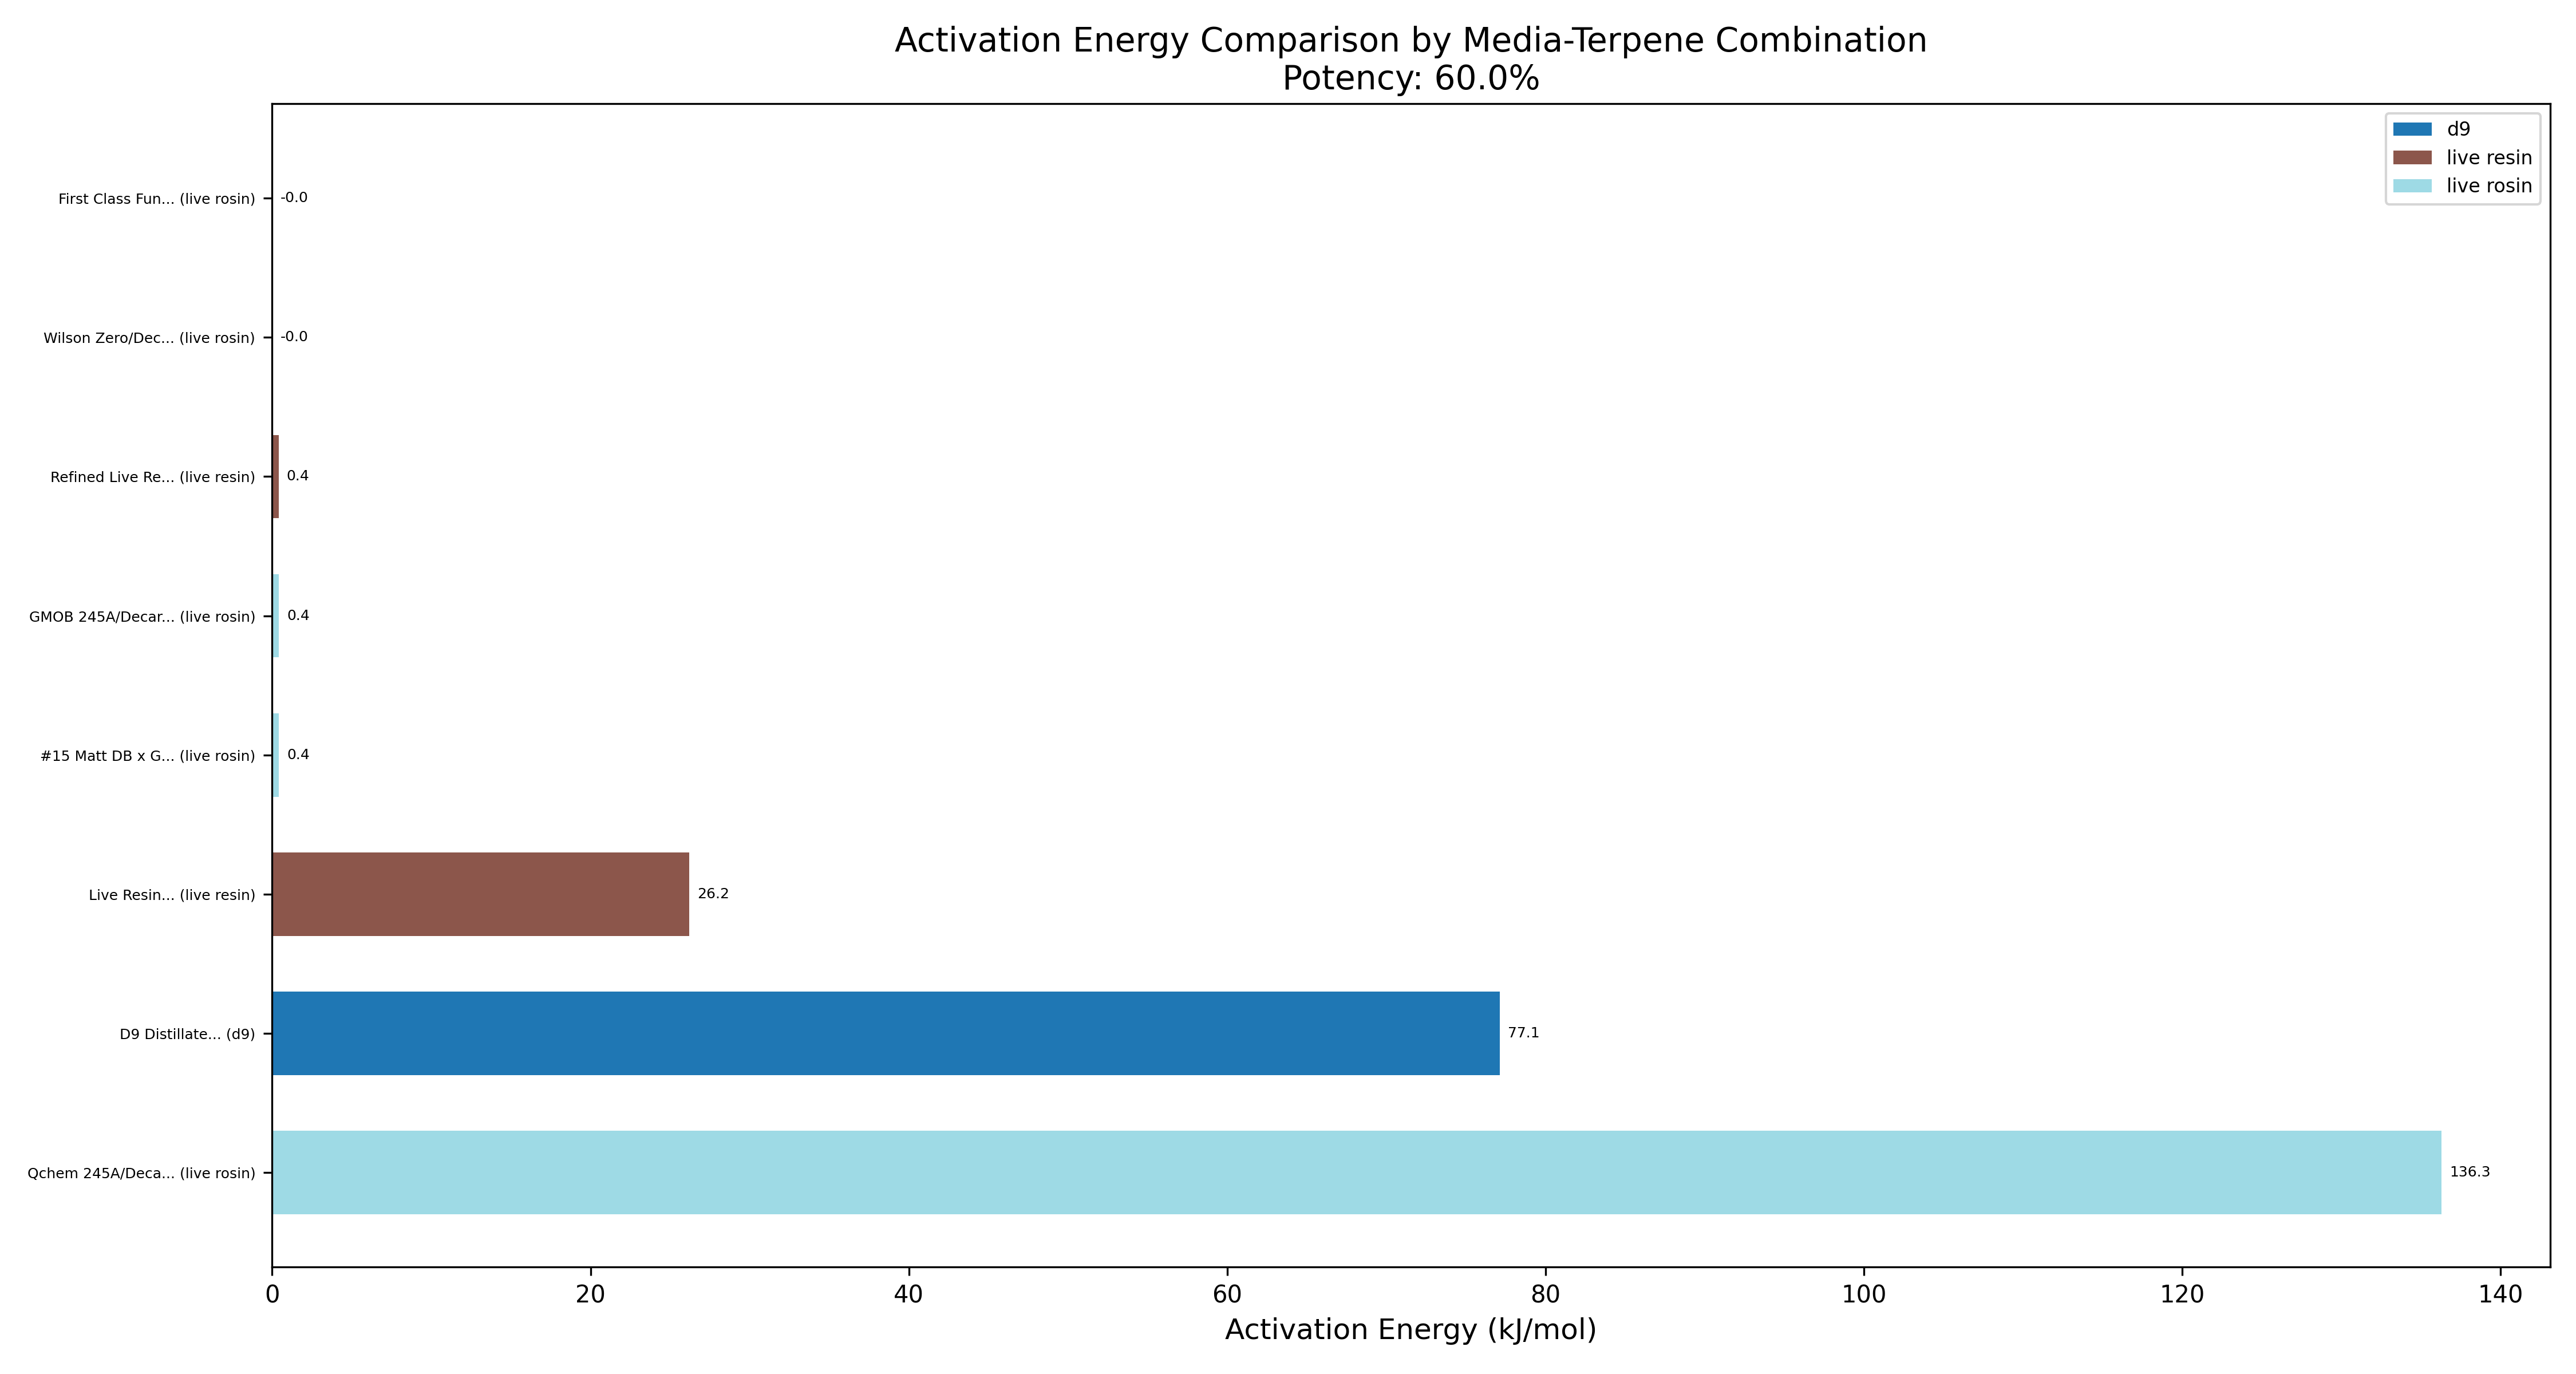 Activation Energy Comparison by Media-Terpene Combination
Potency: 60.0%
d9
live resin
live rosin
First Class Fun... (live rosin)
-0.0
Wilson Zero/Dec... (live rosin)
-0.0
Refined Live Re... (live resin)
0.4
GMOB 245A/Decar... (live rosin)
0.4
#15 Matt DB x G... (live rosin)
0.4
Live Resin... (live resin)
26.2
D9 Distillate... (d9)
77.1
Qchem 245A/Deca... (live rosin)
136.3
0 20 40 60 80 100 120 140
Activation Energy (kJ/mol)